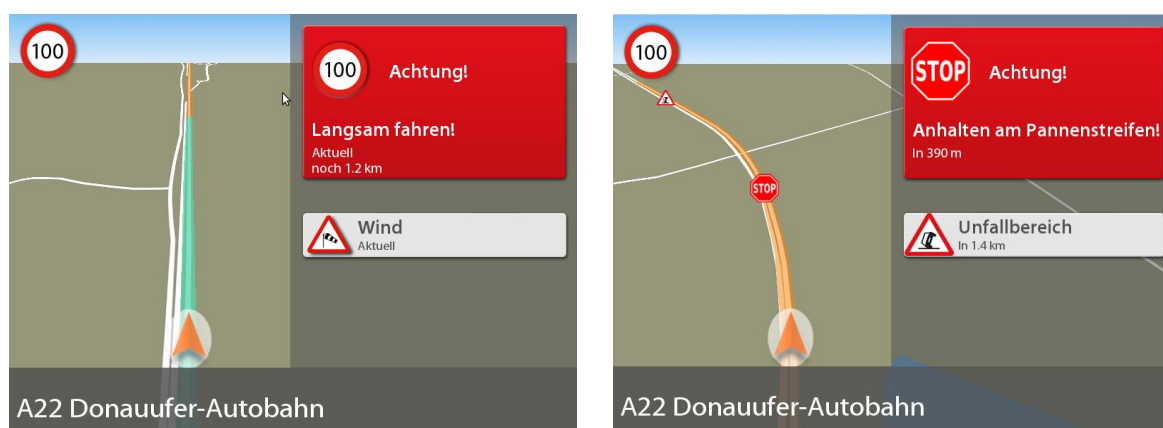 100
100
Achtung!
Langsam fahren!
Aktuell
noch 1.2 km
Wind
Aktuell
A22 Donauufer-Autobahn
100
STOP
Achtung!
Anhalten am Pannenstreifen!
In 390 m
STOP
Unfallbereich
In 1.4 km
A22 Donauufer-Autobahn